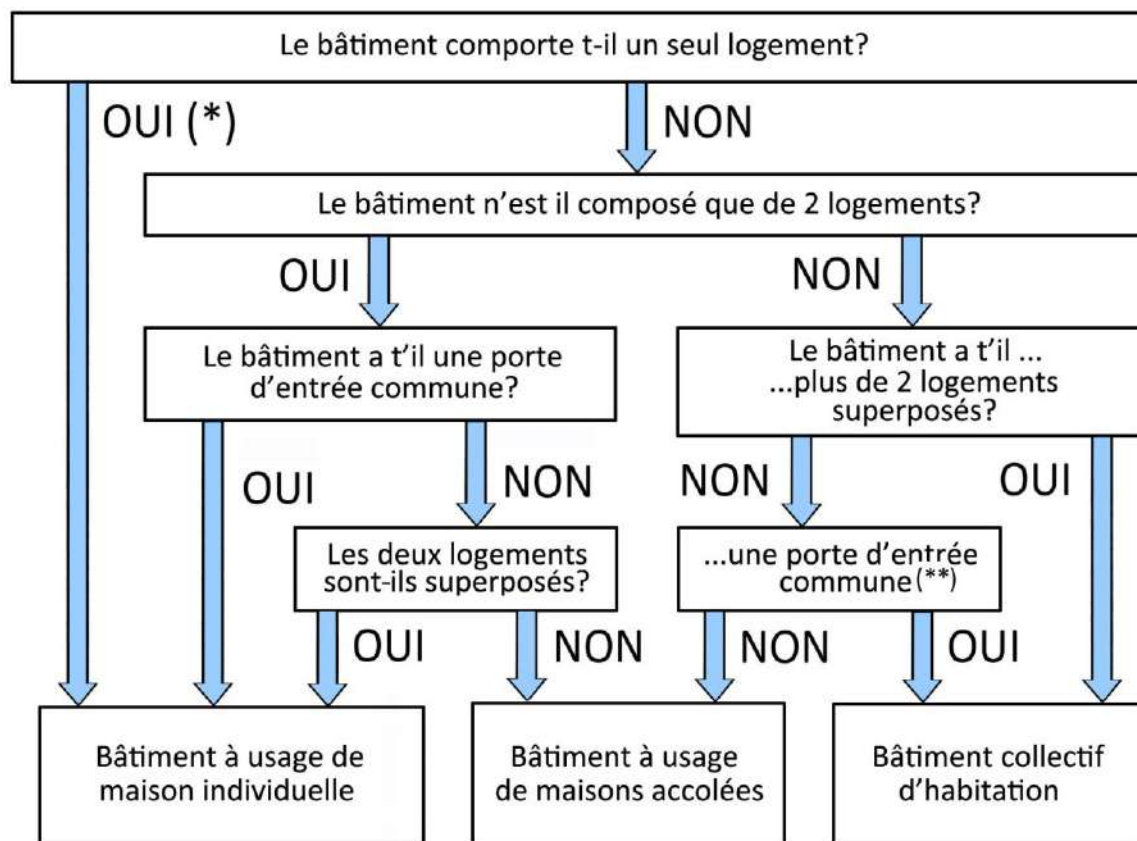 Le bâtiment comporte t-il un seul logement?
OUI (*)
NON
Le bâtiment n'est il composé que de 2 logements?
OUI
NON
Le bâtiment a t'il une porte
d'entrée commune?
Le bâtiment a t'il ...
...plus de 2 logements
superposés?
OUI
NON
NON
OUI
Les deux logements
sont-ils superposés?
...une porte d'entrée
commune(**)
OUI
NON
NON
OUI
Bâtiment à usage de
maison individuelle
Bâtiment à usage
de maisons accolées
Bâtiment collectif
d'habitation